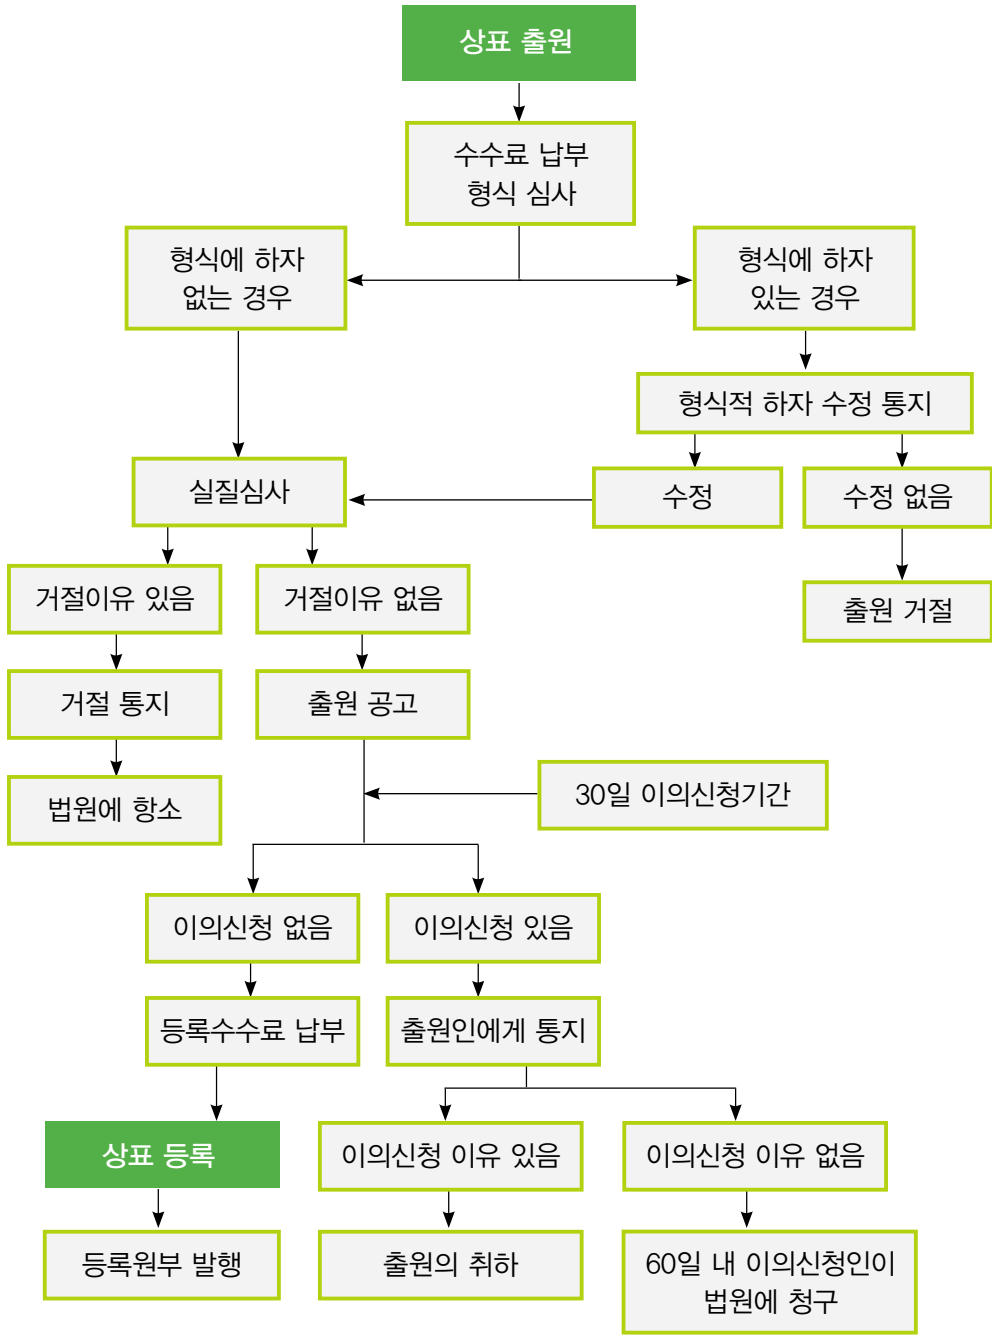 상표 출원
수수료 납부
형식 심사
형식에 하자
없는 경우
형식에 하자
있는 경우
형식적 하자 수정 통지
실질심사
수정
수정 없음
거절이유 있음
거절이유 없음
출원 거절
거절 통지
출원 공고
법원에 항소
30일 이의신청기간
이의신청 없음
이의신청 있음
등록수수료 납부
출원인에게 통지
상표 등록
이의신청 이유 있음
이의신청 이유 없음
등록원부 발행
출원의 취하
60일 내 이의신청인이
법원에 청구